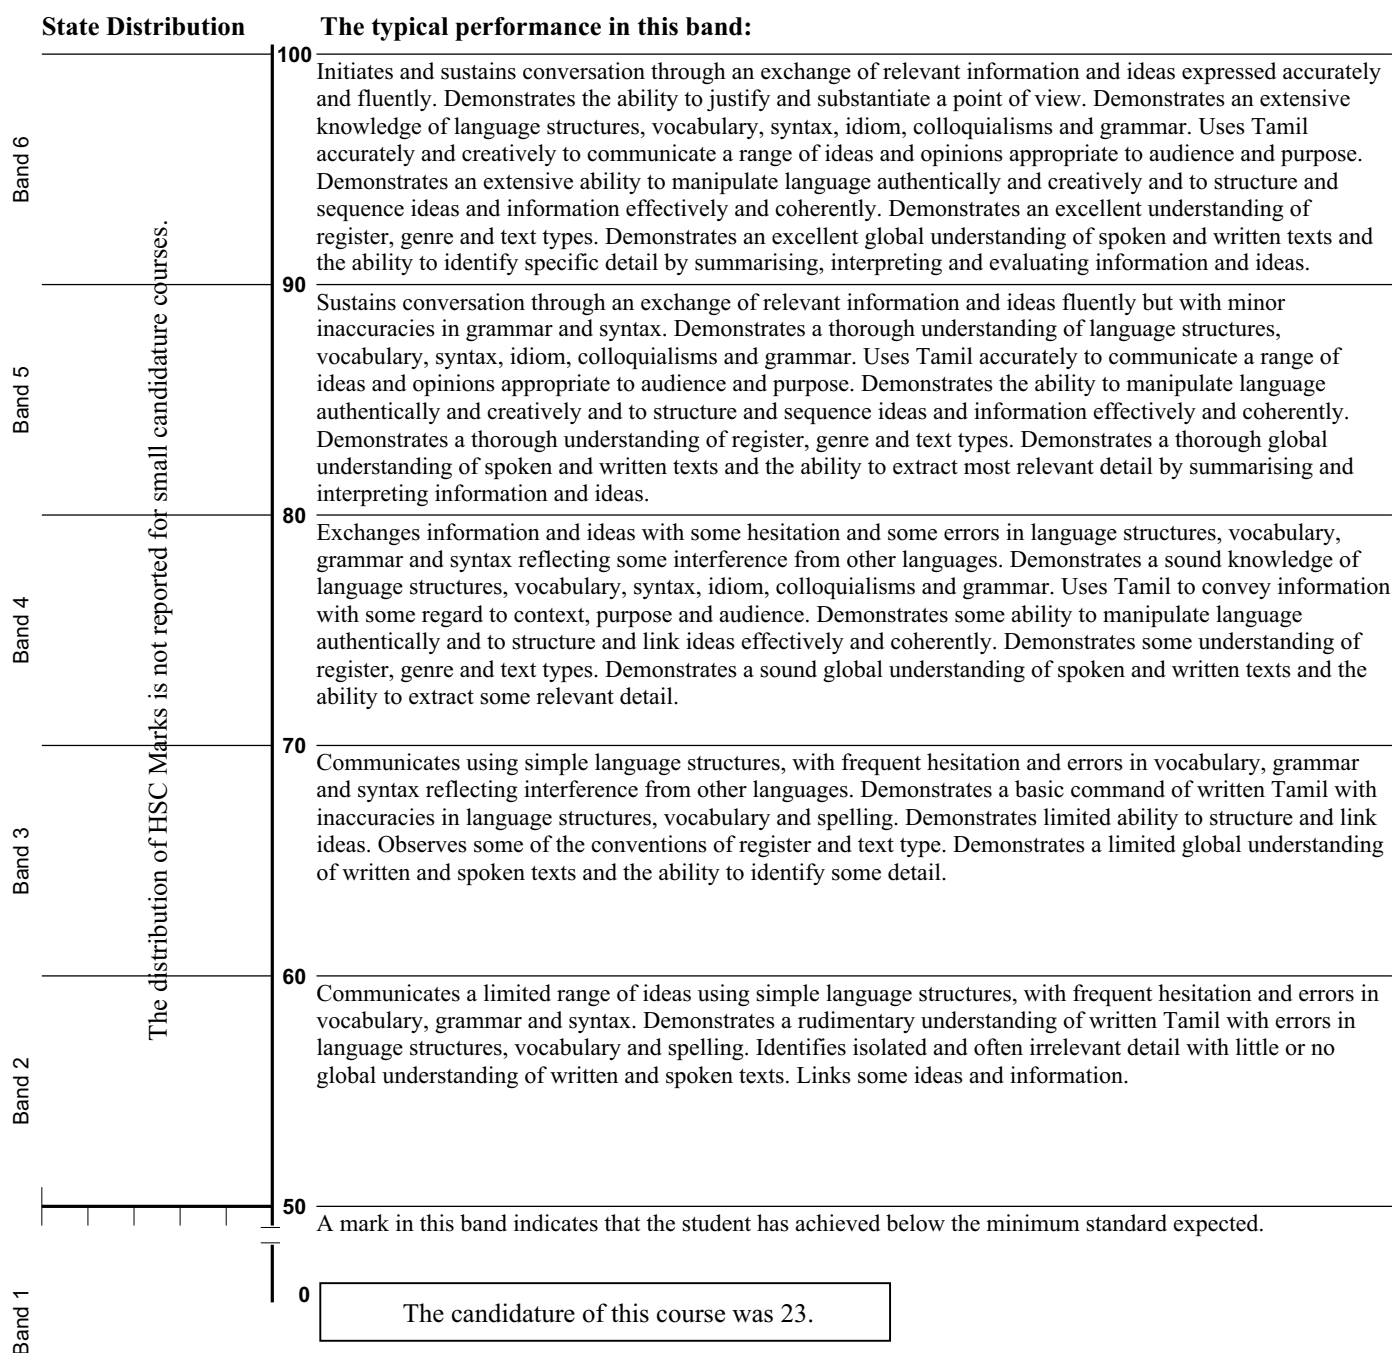 State Distribution
The typical performance in this band:
100
Band 6
Initiates and sustains conversation through an exchange of relevant information and ideas expressed accurately
and fluently. Demonstrates the ability to justify and substantiate a point of view. Demonstrates an extensive
knowledge of language structures, vocabulary, syntax, idiom, colloquialisms and grammar. Uses Tamil
accurately and creatively to communicate a range of ideas and opinions appropriate to audience and purpose.
Demonstrates an extensive ability to manipulate language authentically and creatively and to structure and
sequence ideas and information effectively and coherently. Demonstrates an excellent understanding of
register, genre and text types. Demonstrates an excellent global understanding of spoken and written texts and
the ability to identify specific detail by summarising, interpreting and evaluating information and ideas.
The distribution of HSC Marks is not reported for small candidature courses.
90
Band 5
Sustains conversation through an exchange of relevant information and ideas fluently but with minor
inaccuracies in grammar and syntax. Demonstrates a thorough understanding of language structures,
vocabulary, syntax, idiom, colloquialisms and grammar. Uses Tamil accurately to communicate a range of
ideas and opinions appropriate to audience and purpose. Demonstrates the ability to manipulate language
authentically and creatively and to structure and sequence ideas and information effectively and coherently.
Demonstrates a thorough understanding of register, genre and text types. Demonstrates a thorough global
understanding of spoken and written texts and the ability to extract most relevant detail by summarising and
interpreting information and ideas.
80
Band 4
Exchanges information and ideas with some hesitation and some errors in language structures, vocabulary,
grammar and syntax reflecting some interference from other languages. Demonstrates a sound knowledge of
language structures, vocabulary, syntax, idiom, colloquialisms and grammar. Uses Tamil to convey information
with some regard to context, purpose and audience. Demonstrates some ability to manipulate language
authentically and to structure and link ideas effectively and coherently. Demonstrates some understanding of
register, genre and text types. Demonstrates a sound global understanding of spoken and written texts and the
ability to extract some relevant detail.
70
Band 3
Communicates using simple language structures, with frequent hesitation and errors in vocabulary, grammar
and syntax reflecting interference from other languages. Demonstrates a basic command of written Tamil with
inaccuracies in language structures, vocabulary and spelling. Demonstrates limited ability to structure and link
ideas. Observes some of the conventions of register and text type. Demonstrates a limited global understanding
of written and spoken texts and the ability to identify some detail.
60
Band 2
Communicates a limited range of ideas using simple language structures, with frequent hesitation and errors in
vocabulary, grammar and syntax. Demonstrates a rudimentary understanding of written Tamil with errors in
language structures, vocabulary and spelling. Identifies isolated and often irrelevant detail with little or no
global understanding of written and spoken texts. Links some ideas and information.
50
A mark in this band indicates that the student has achieved below the minimum standard expected.
Band 1
0
The candidature of this course was 23.